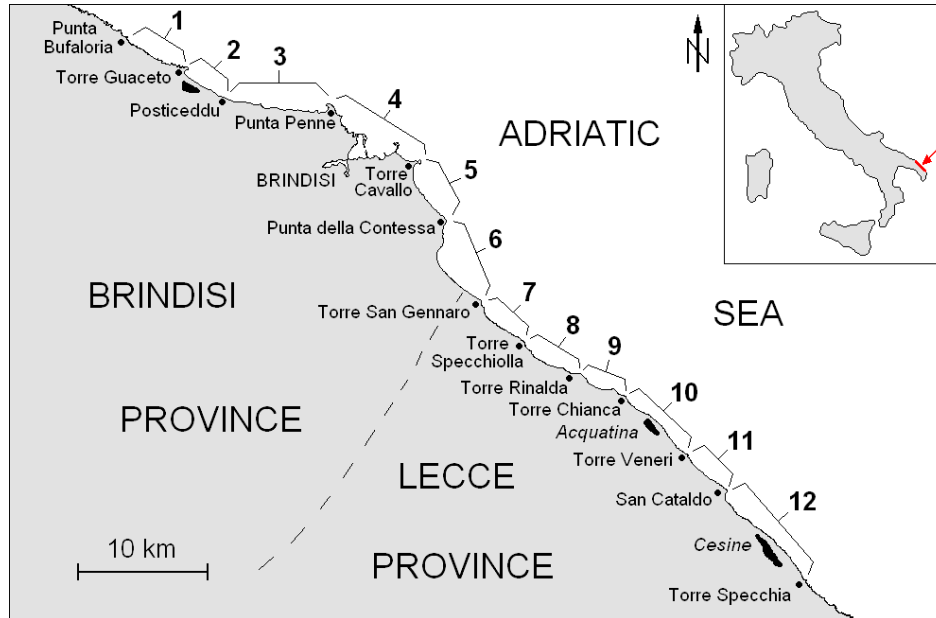 1
2
3
4
5
6
7
8
9
10
11
12
Punta
Bufaloria
Torre Guaceto
Posticeddu
Punta Penne
BRINDISI
Torre
Cavallo
Punta della Contessa
Torre San Gennaro
Torre
Specchiolla
Torre Rinalda
Torre Chianca
Acquatina
Torre Veneri
San Cataldo
Cesine
Torre Specchia
N
ADRIATIC
SEA
BRINDISI
PROVINCE
LECCE
PROVINCE
10 km